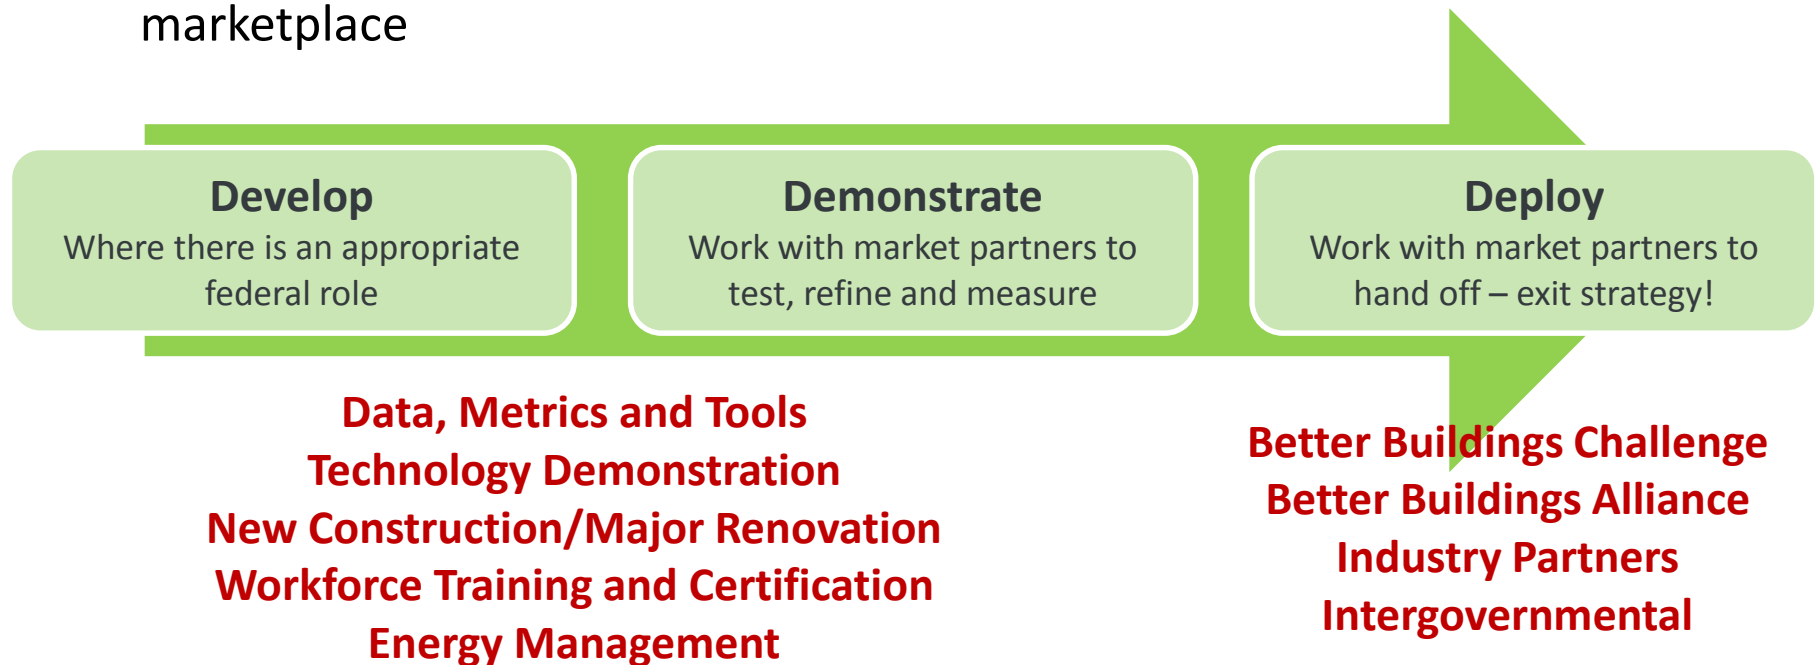 marketplace
Develop
Where there is an appropriate
federal role
Demonstrate
Work with market partners to
test, refine and measure
Deploy
Work with market partners to
hand off – exit strategy!
Data, Metrics and Tools
Technology Demonstration
New Construction/Major Renovation
Workforce Training and Certification
Energy Management
Better Buildings Challenge
Better Buildings Alliance
Industry Partners
Intergovernmental